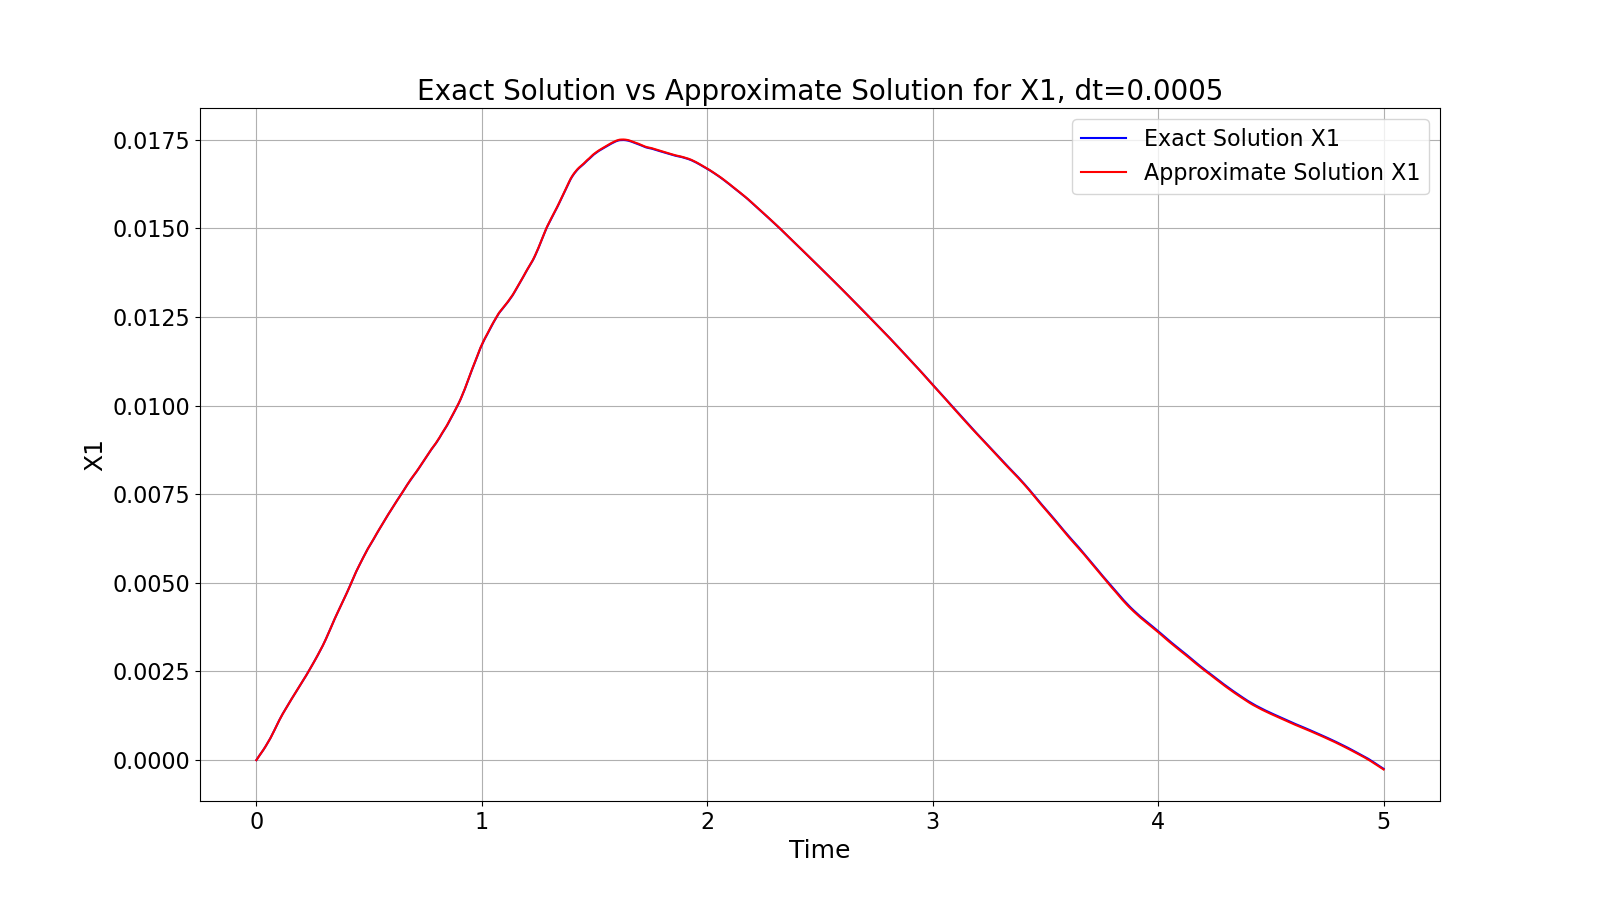 Exact Solution vs Approximate Solution for X1, dt=0.0005
Exact Solution X1
Approximate Solution X1
0.0175
0.0150
0.0125
0.0100
0.0075
0.0050
0.0025
0.0000
X1
0 1 2 3 4 5
Time